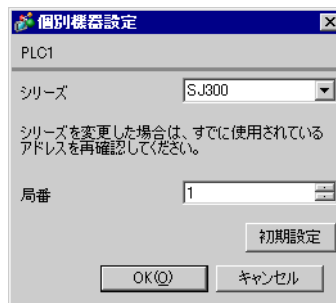 個別機器設定
PLC1
シリーズ SJ300
シリーズを変更した場合は、すでに使用されている
アドレスを再確認してください。
局番 1
初期設定
OK(O) キャンセル